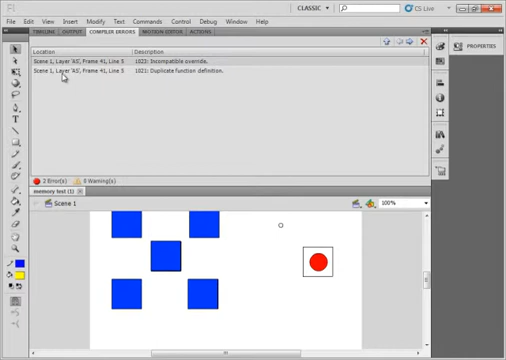 Fl
CLASSIC
CS Live
File Edit View Insert Modify Text Commands Control Debug Window Help
TIMELINE OUTPUT COMPILER ERRORS MOTION EDITOR ACTIONS
PROPERTIES
Location Description
Scene 1, Layer 'AS', Frame 41, Line 5 1023: Incompatible override.
Scene 1, Layer 'AS', Frame 41, Line 5 1021: Duplicate function definition.
2 Error(s) 0 Warning(s)
memory test (1)
Scene 1 100%
T